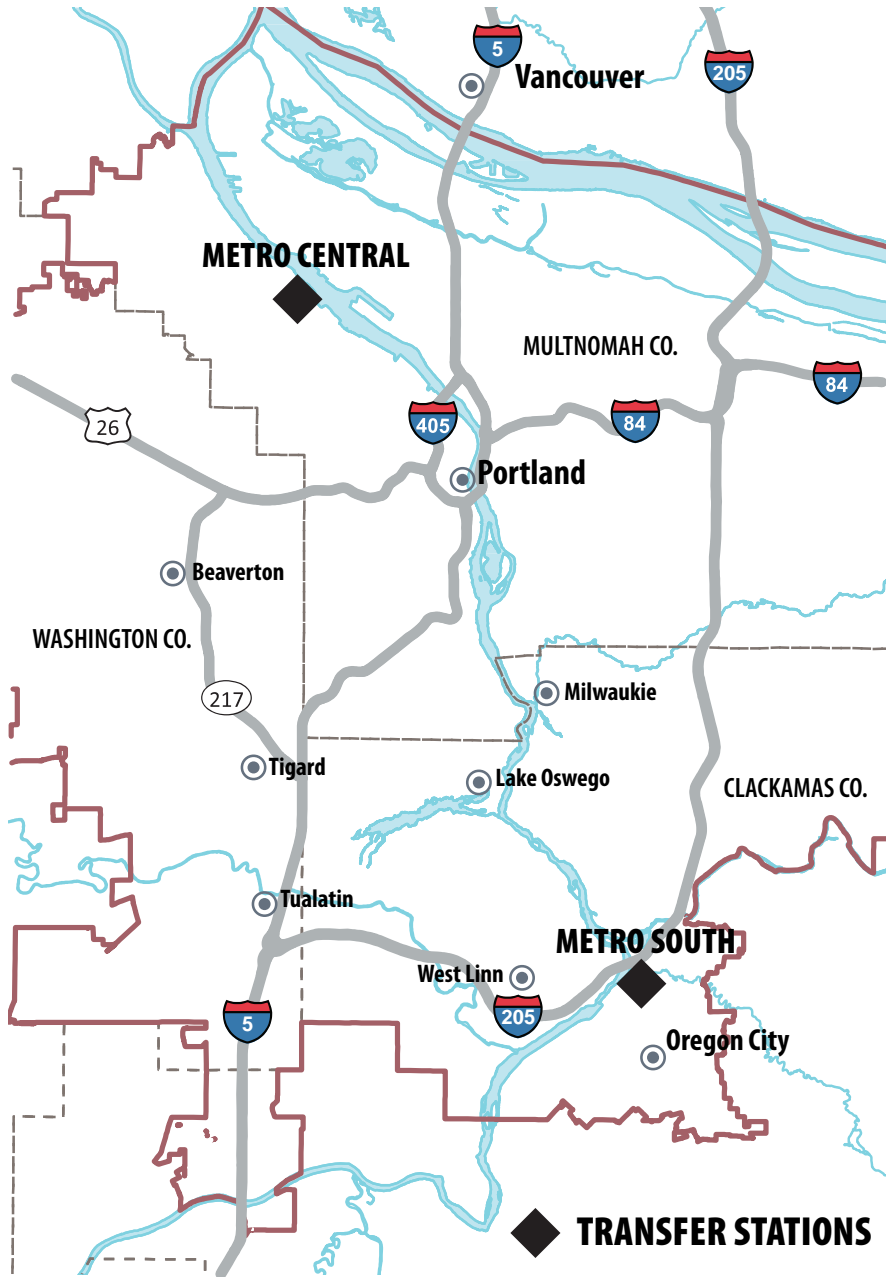 5
205
Vancouver
METRO CENTRAL
MULTNOMAH CO.
84
26
405
84
Portland
Beaverton
WASHINGTON CO.
217
Milwaukie
Tigard
Lake Oswego
CLACKAMAS CO.
Tualatin
METRO SOUTH
West Linn
205
5
Oregon City
TRANSFER STATIONS